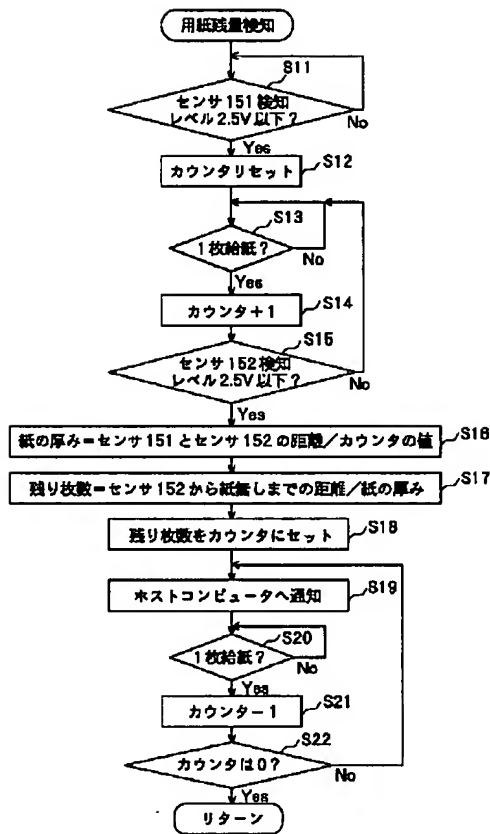 用紙残量検知
S11
センサ151検知
レベル2.5V以下？
No
Yes
S12
カウンタリセット
S13
1枚給紙？
No
Yes
S14
カウンタ＋1
S15
センサ152検知
レベル2.5V以下？
No
Yes
S16
紙の厚み＝センサ151とセンサ152の距離／カウンタの値
S17
残り枚数＝センサ152から紙無しまでの距離／紙の厚み
S18
残り枚数をカウンタにセット
S19
ホストコンピュータへ通知
S20
1枚給紙？
No
Yes
S21
カウンタ－1
S22
カウンタは0？
No
Yes
リターン